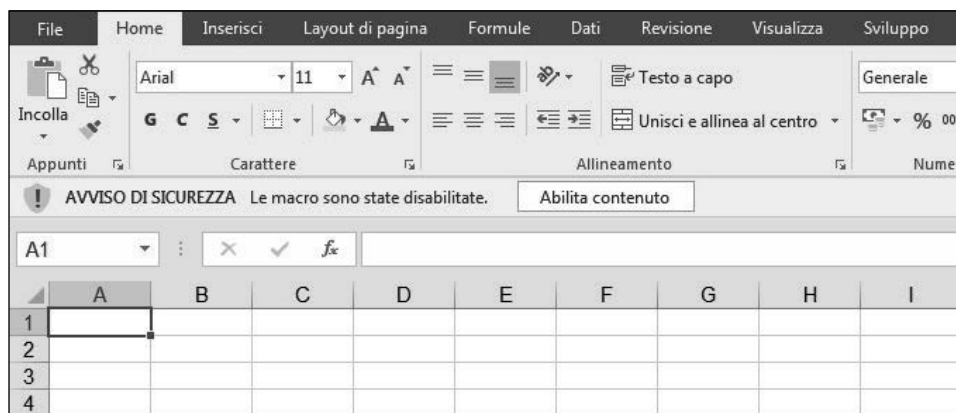 File Home Inserisci Layout di pagina Formule Dati Revisione Visualizza Sviluppo
Arial 11 A A Testo a capo Generale
Incolla G C S A Unisci e allinea al centro % 00
Appunti Carattere Allineamento Nume
AVVISO DI SICUREZZA Le macro sono state disabilitate. Abilita contenuto
A1 fx
A B C D E F G H I
1
2
3
4